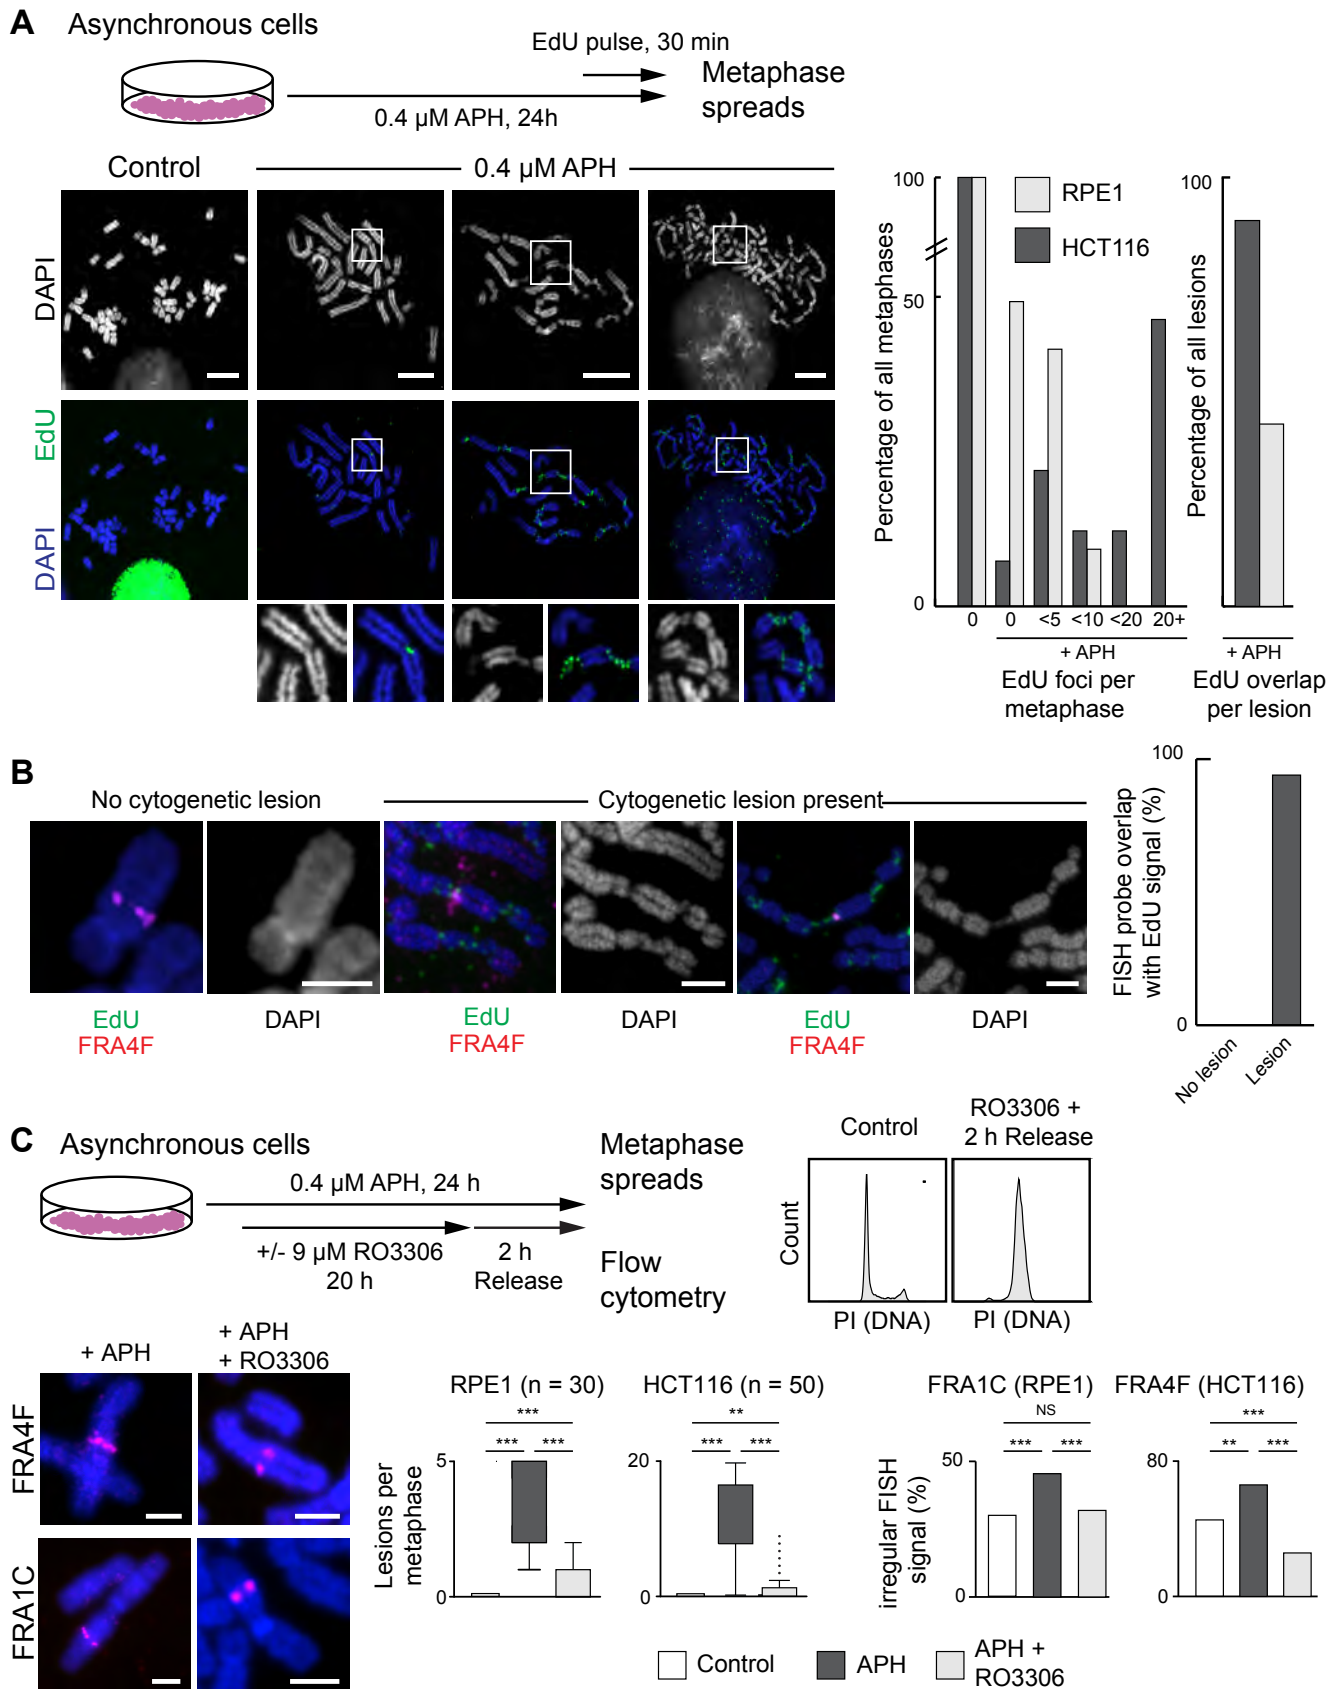 A Asynchronous cells
EdU pulse, 30 min
0.4 µM APH, 24h
Metaphase
spreads
Control
0.4 µM APH
DAPI
EdU
DAPI
Percentage of all metaphases
100
50
0
RPE1
HCT116
0 0 <5 <10 <20 20+
+ APH
EdU foci per
metaphase
Percentage of all lesions
100
0
+ APH
EdU overlap
per lesion
B
No cytogenetic lesion
Cytogenetic lesion present
EdU
FRA4F
DAPI
EdU
FRA4F
DAPI
EdU
FRA4F
DAPI
FISH probe overlap
with EdU signal (%)
100
0
No lesion
Lesion
C Asynchronous cells
0.4 µM APH, 24 h
+/- 9 µM RO3306
20 h
2 h
Release
Metaphase
spreads
Flow
cytometry
Control
RO3306 +
2 h Release
Count
PI (DNA)
PI (DNA)
+ APH
+ APH
+ RO3306
FRA4F
FRA1C
RPE1 (n = 30)
***
*** ***
Lesions per
metaphase
5
0
HCT116 (n = 50)
**
*** ***
20
0
FRA1C (RPE1)
NS
*** ***
irregular FISH
signal (%)
50
0
FRA4F (HCT116)
***
** ***
80
0
Control
APH
APH +
RO3306